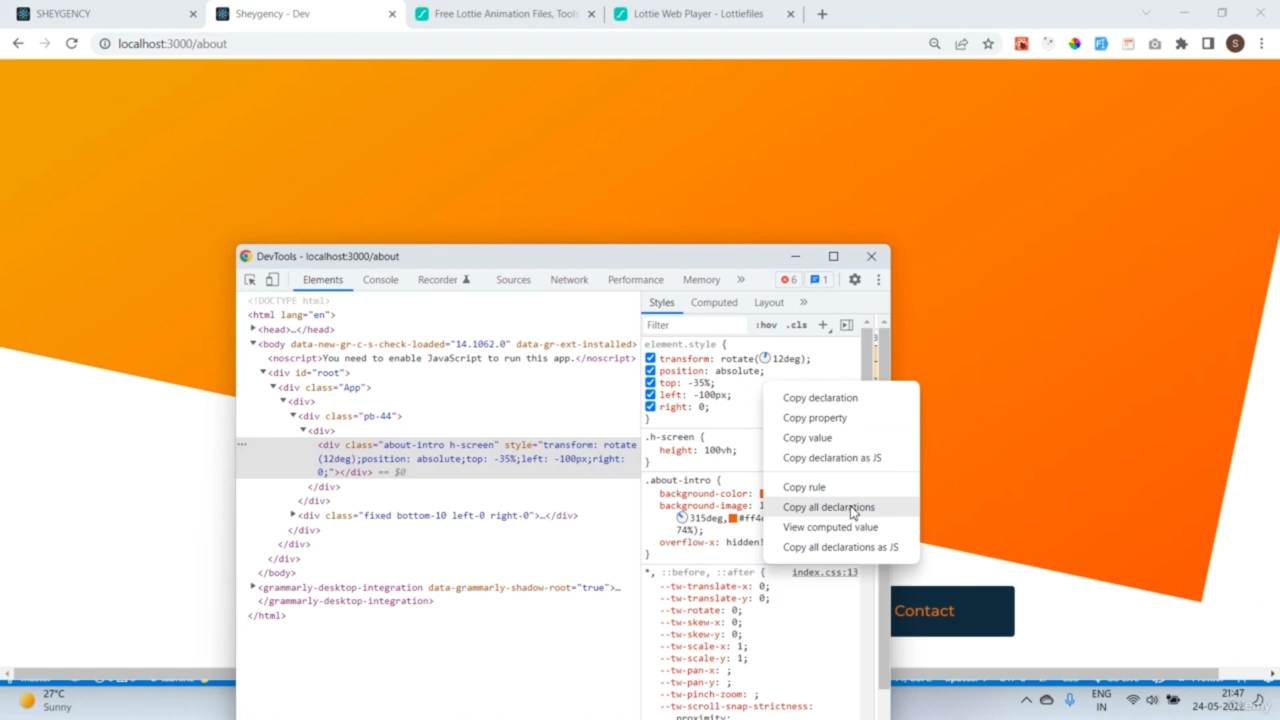 SHEYGENCY
Sheygency - Dev
Free Lottie Animation Files, Tools
Lottie Web Player - Lottiefiles
localhost:3000/about
S
DevTools - localhost:3000/about
Elements
Console
Recorder
Sources
Network
Performance
Memory
6
1
<!DOCTYPE html>
<html lang="en">
<head>…</head>
<body data-new-gr-c-s-check-loaded="14.1062.0" data-gr-ext-installed>
<noscript>You need to enable JavaScript to run this app.</noscript>
<div id="root">
<div class="App">
<div>
<div class="pb-44">
<div>
<div class="about-intro h-screen" style="transform: rotate
(12deg);position: absolute;top: -35%;left: -100px;right:
0;"></div> == $0
</div>
</div>
<div class="fixed bottom-10 left-0 right-0">…</div>
</div>
</div>
</div>
</body>
<grammarly-desktop-integration data-grammarly-shadow-root="true">…
</grammarly-desktop-integration>
</html>
Styles
Computed
Layout
Filter
:hov
.cls
element.style {
transform: rotate(12deg);
position: absolute;
top: -35%;
left: -100px;
right: 0;
}
.h-screen {
height: 100vh;
}
.about-intro {
background-color:
background-image:
315deg, #ff4e
74%);
overflow-x: hidden!
}
*, ::before, ::after {
index.css:13
--tw-translate-x: 0;
--tw-translate-y: 0;
--tw-rotate: 0;
--tw-skew-x: 0;
--tw-skew-y: 0;
--tw-scale-x: 1;
--tw-scale-y: 1;
--tw-pan-x: ;
--tw-pan-y: ;
--tw-pinch-zoom: ;
--tw-scroll-snap-strictness:
proximity;
Copy declaration
Copy property
Copy value
Copy declaration as JS
Copy rule
Copy all declarations
View computed value
Copy all declarations as JS
Contact
27°C
Sunny
ENG
IN
21:47
24-05-2022